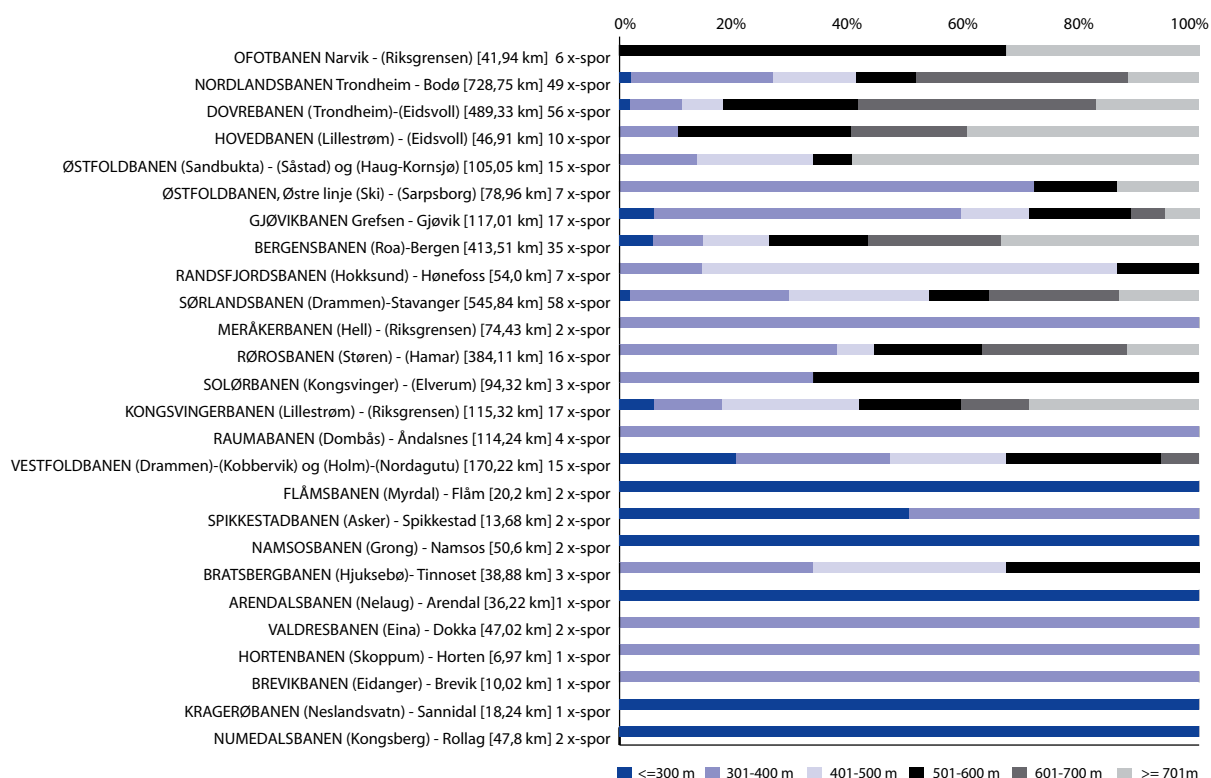 0% 20% 40% 60% 80% 100%
OFOTBANEN Narvik - (Riksgrensen) [41,94 km] 6 x-spor
NORDLANDSBANEN Trondheim - Bodø [728,75 km] 49 x-spor
DOVREBANEN (Trondheim)-(Eidsvoll) [489,33 km] 56 x-spor
HOVEDBANEN (Lillestrøm) - (Eidsvoll) [46,91 km] 10 x-spor
ØSTFOLDBANEN (Sandbukta) - (Såstad) og (Haug-Kornsjø) [105,05 km] 15 x-spor
ØSTFOLDBANEN, Østre linje (Ski) - (Sarpsborg) [78,96 km] 7 x-spor
GJØVIKBANEN Grefsen - Gjøvik [117,01 km] 17 x-spor
BERGENSBANEN (Roa)-Bergen [413,51 km] 35 x-spor
RANDSFJORDSBANEN (Hokksund) - Hønefoss [54,0 km] 7 x-spor
SØRLANDSBANEN (Drammen)-Stavanger [545,84 km] 58 x-spor
MERÅKERBANEN (Hell) - (Riksgrensen) [74,43 km] 2 x-spor
RØROSBANEN (Støren) - (Hamar) [384,11 km] 16 x-spor
SOLØRBANEN (Kongsvinger) - (Elverum) [94,32 km] 3 x-spor
KONGSVINGERBANEN (Lillestrøm) - (Riksgrensen) [115,32 km] 17 x-spor
RAUMABANEN (Dombås) - Åndalsnes [114,24 km] 4 x-spor
VESTFOLDBANEN (Drammen)-(Kobbervik) og (Holm)-(Nordagutu) [170,22 km] 15 x-spor
FLÅMSBANEN (Myrdal) - Flåm [20,2 km] 2 x-spor
SPIKKESTADBANEN (Asker) - Spikkestad [13,68 km] 2 x-spor
NAMSOSBANEN (Grong) - Namsos [50,6 km] 2 x-spor
BRATSBERGBANEN (Hjuksebø)- Tinnoset [38,88 km] 3 x-spor
ARENDALSBANEN (Nelaug) - Arendal [36,22 km]1 x-spor
VALDRESBANEN (Eina) - Dokka [47,02 km] 2 x-spor
HORTENBANEN (Skoppum) - Horten [6,97 km] 1 x-spor
BREVIKBANEN (Eidanger) - Brevik [10,02 km] 1 x-spor
KRAGERØBANEN (Neslandsvatn) - Sannidal [18,24 km] 1 x-spor
NUMEDALSBANEN (Kongsberg) - Rollag [47,8 km] 2 x-spor
<=300 m 301-400 m 401-500 m 501-600 m 601-700 m >= 701m